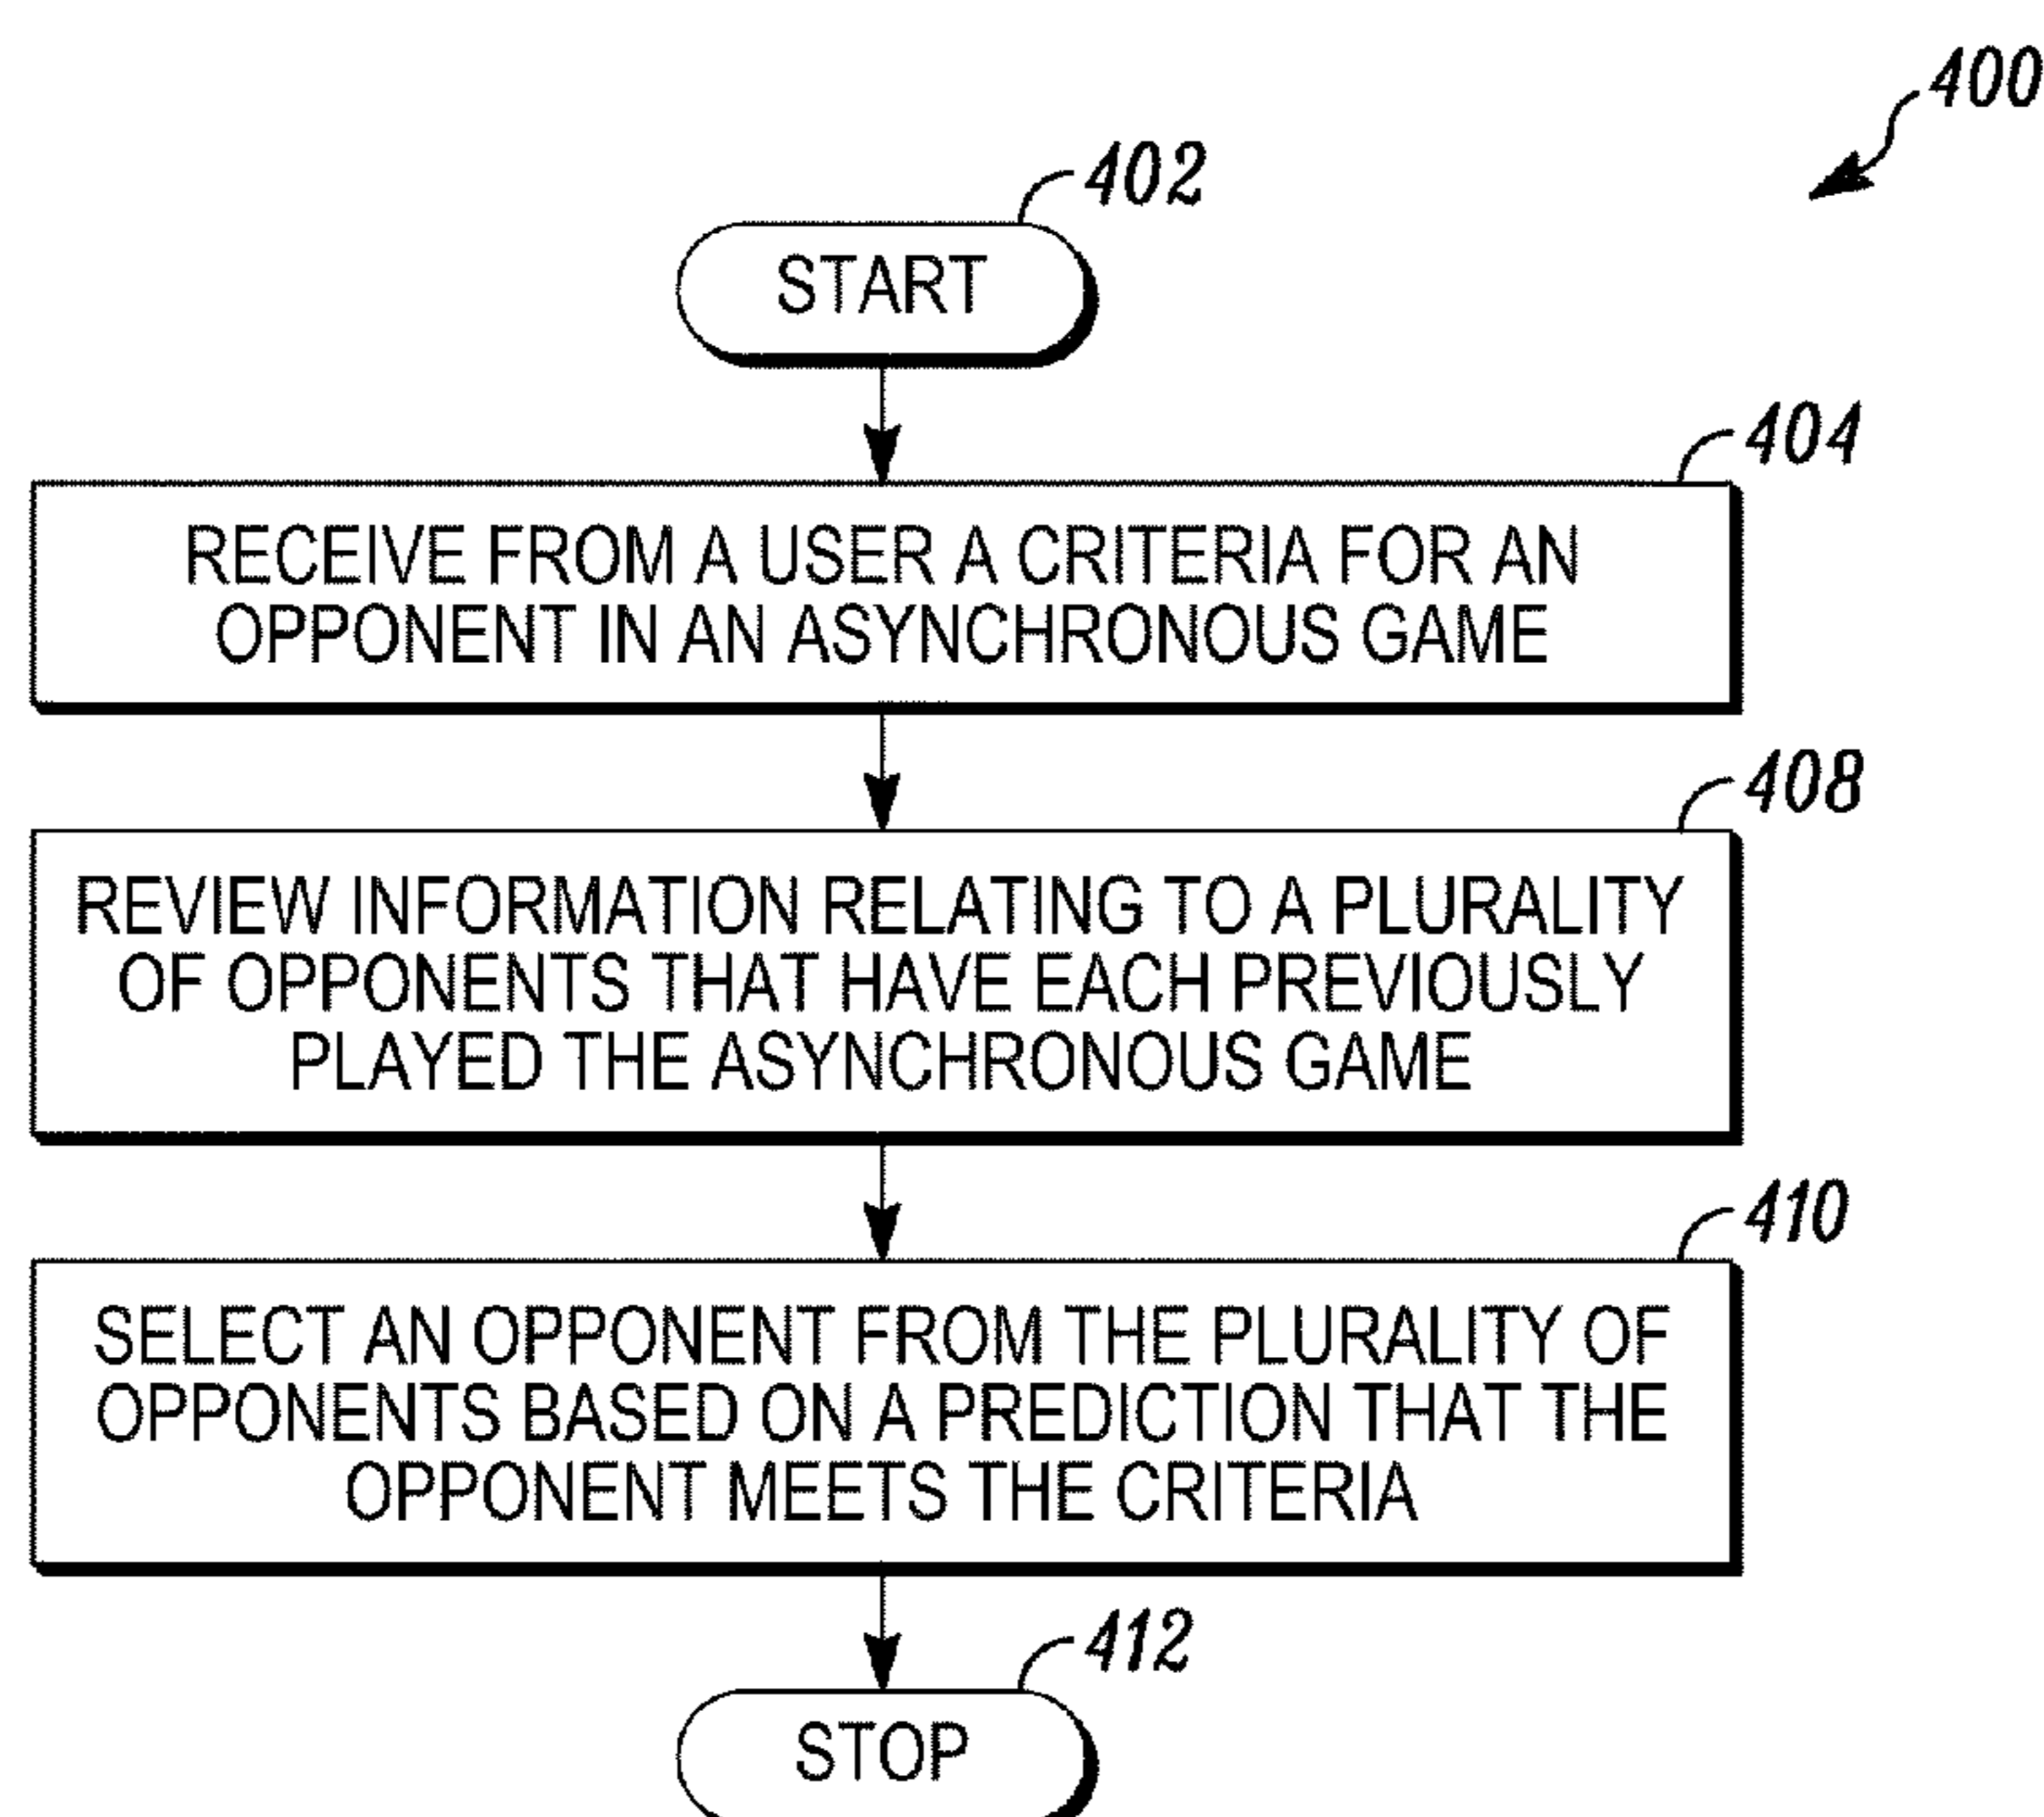 400
402
START
404
RECEIVE FROM A USER A CRITERIA FOR AN
OPPONENT IN AN ASYNCHRONOUS GAME
408
REVIEW INFORMATION RELATING TO A PLURALITY
OF OPPONENTS THAT HAVE EACH PREVIOUSLY
PLAYED THE ASYNCHRONOUS GAME
410
SELECT AN OPPONENT FROM THE PLURALITY OF
OPPONENTS BASED ON A PREDICTION THAT THE
OPPONENT MEETS THE CRITERIA
412
STOP